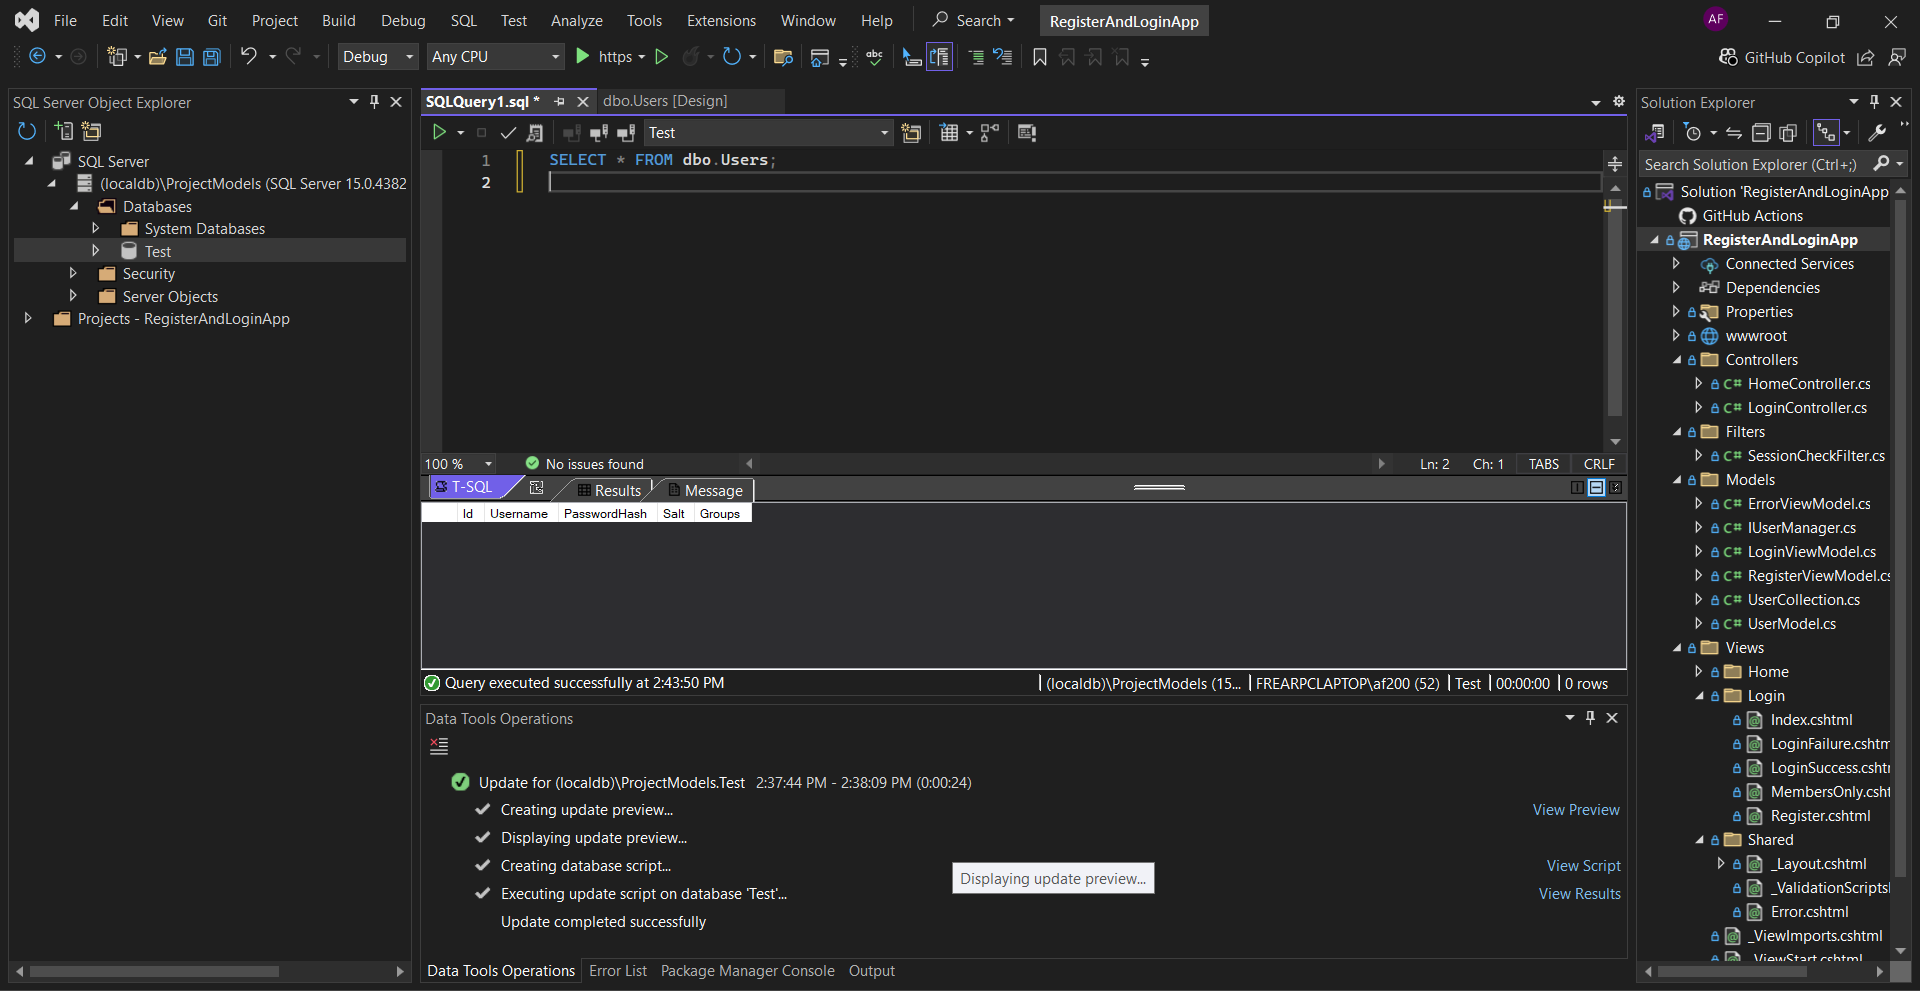 File Edit View Git Project Build Debug SQL Test Analyze Tools Extensions Window Help Search RegisterAndLoginApp AF
Debug Any CPU https abc GitHub Copilot
SQL Server Object Explorer
SQL Server
(localdb)\ProjectModels (SQL Server 15.0.4382
Databases
System Databases
Test
Security
Server Objects
Projects - RegisterAndLoginApp
SQLQuery1.sql * dbo.Users [Design]
Test
1 SELECT * FROM dbo.Users;
2
100 % No issues found Ln: 2 Ch: 1 TABS CRLF
T-SQL Results Message
Id Username PasswordHash Salt Groups
Query executed successfully at 2:43:50 PM (localdb)\ProjectModels (15... FREARPCLAPTOP\af200 (52) Test 00:00:00 0 rows
Data Tools Operations
Update for (localdb)\ProjectModels.Test 2:37:44 PM - 2:38:09 PM (0:00:24)
Creating update preview... View Preview
Displaying update preview...
Creating database script... View Script
Displaying update preview...
Executing update script on database 'Test'... View Results
Update completed successfully
Data Tools Operations Error List Package Manager Console Output
Solution Explorer
Search Solution Explorer (Ctrl+;)
Solution 'RegisterAndLoginApp
GitHub Actions
RegisterAndLoginApp
Connected Services
Dependencies
Properties
wwwroot
Controllers
C# HomeController.cs
C# LoginController.cs
Filters
C# SessionCheckFilter.cs
Models
C# ErrorViewModel.cs
C# IUserManager.cs
C# LoginViewModel.cs
C# RegisterViewModel.cs
C# UserCollection.cs
C# UserModel.cs
Views
Home
Login
Index.cshtml
LoginFailure.cshtm
LoginSuccess.cshtr
MembersOnly.csht
Register.cshtml
Shared
_Layout.cshtml
_ValidationScripts
Error.cshtml
_ViewImports.cshtml
_ViewStart.cshtml